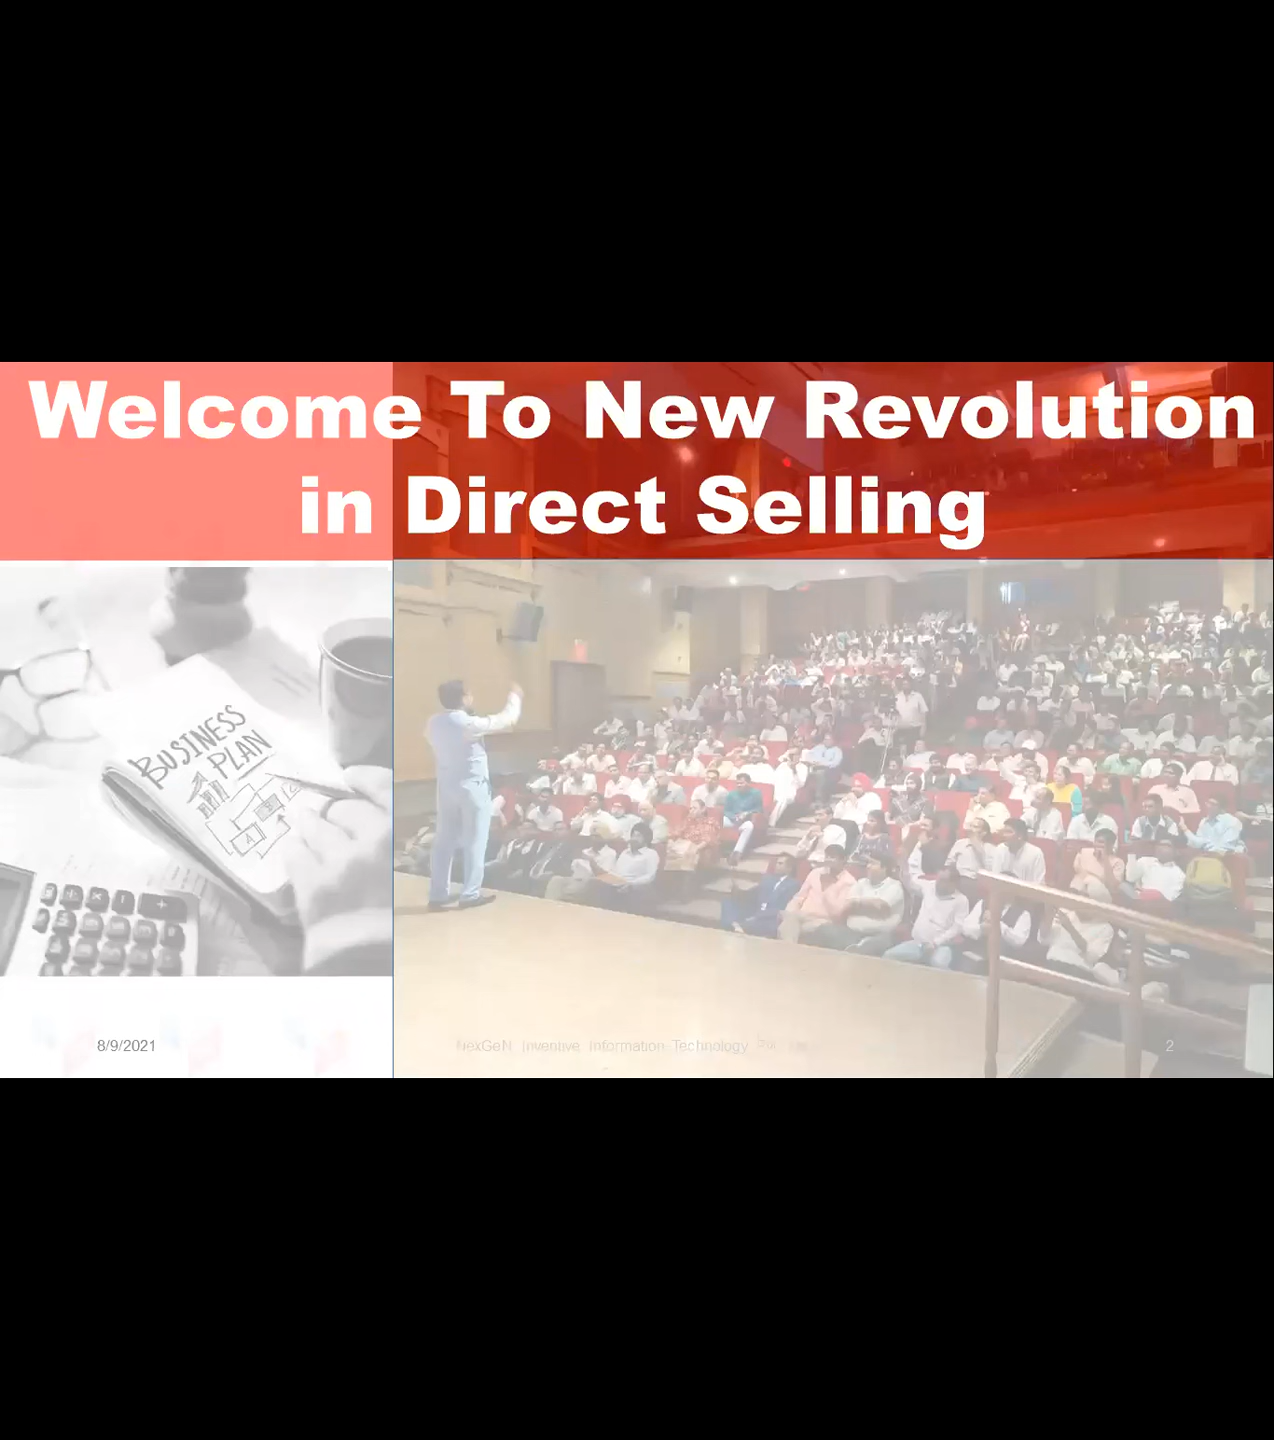 Welcome To New Revolution
in Direct Selling
BUSINESS
PLAN
8/9/2021
NexGeN Inventive Information Technology
2